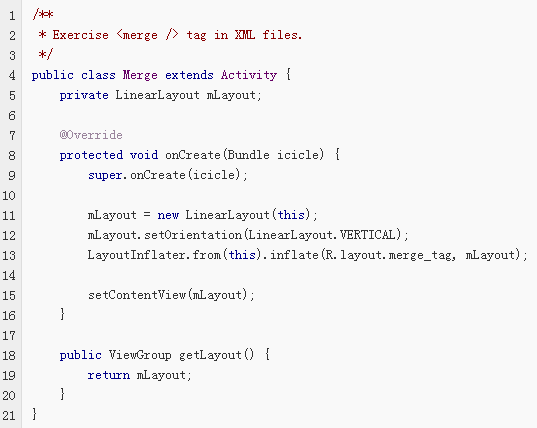 1 /**
2  * Exercise <merge /> tag in XML files.
3  */
4 public class Merge extends Activity {
5     private LinearLayout mLayout;
6
7     @Override
8     protected void onCreate(Bundle icicle) {
9         super.onCreate(icicle);
10
11         mLayout = new LinearLayout(this);
12         mLayout.setOrientation(LinearLayout.VERTICAL);
13         LayoutInflater.from(this).inflate(R.layout.merge_tag, mLayout);
14
15         setContentView(mLayout);
16     }
17
18     public ViewGroup getLayout() {
19         return mLayout;
20     }
21 }